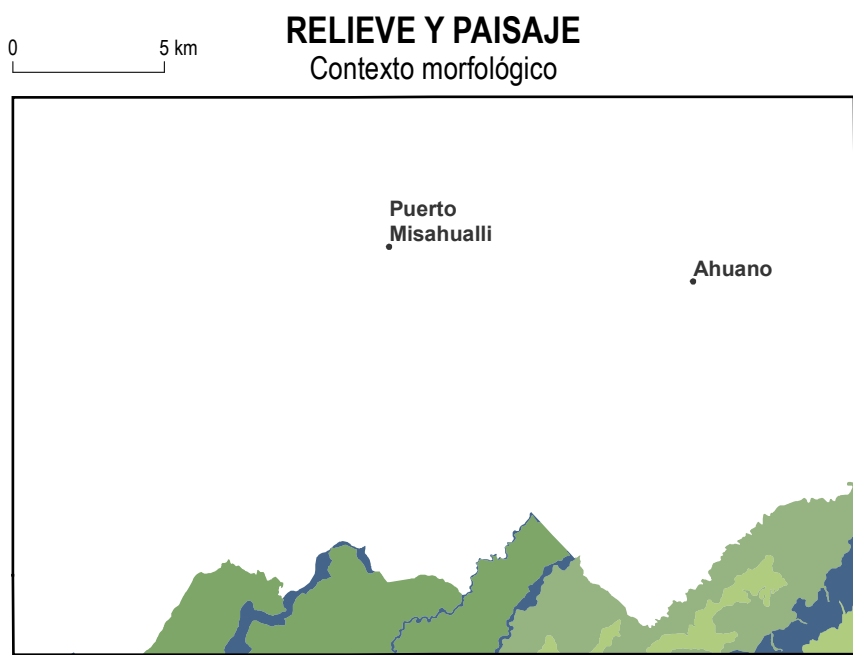 RELIEVE Y PAISAJE
Contexto morfológico
0 5 km
Puerto
Misahualli
Ahuano